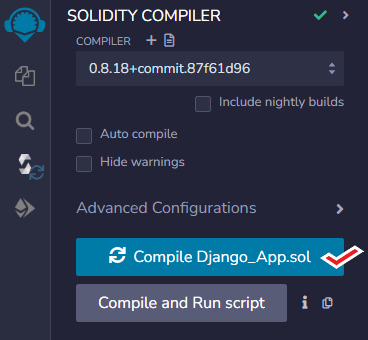 SOLIDITY COMPILER
COMPILER
0.8.18+commit.87f61d96
Include nightly builds
Auto compile
Hide warnings
Advanced Configurations
Compile Django_App.sol
Compile and Run script